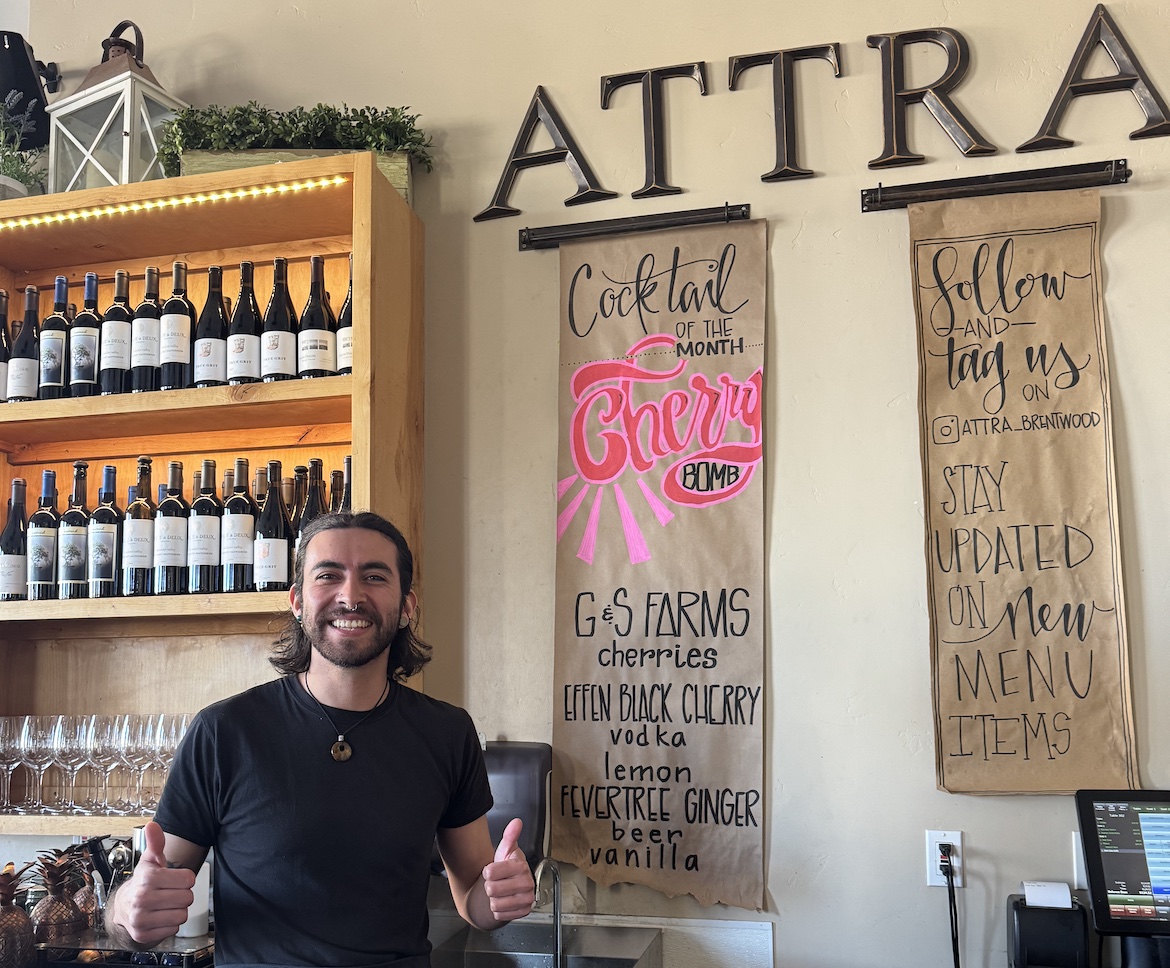 ATTRA
Cocktail
OF THE
MONTH
Cherry
BOMB
G&S FARMS
cherries
EFFEN BLACK CHERRY
vodka
lemon
FEVERTREE GINGER
beer
vanilla
follow
AND
tag us
ON
ATTRA_BRENTWOOD
STAY
UPDATED
ON new
MENU
ITEMS